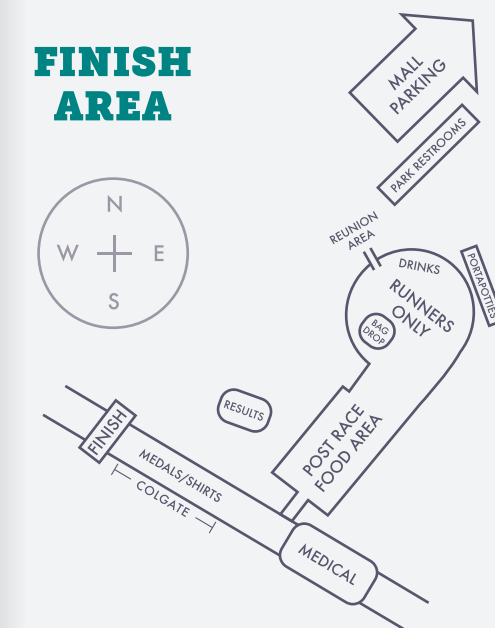 FINISH
AREA
MALL
PARKING
PARK RESTROOMS
N
W
E
S
REUNION
AREA
DRINKS
PORTAPOTTIES
RUNNERS
ONLY
BAG
DROP
RESULTS
FINISH
POST RACE
FOOD AREA
MEDALS/SHIRTS
COLGATE
MEDICAL